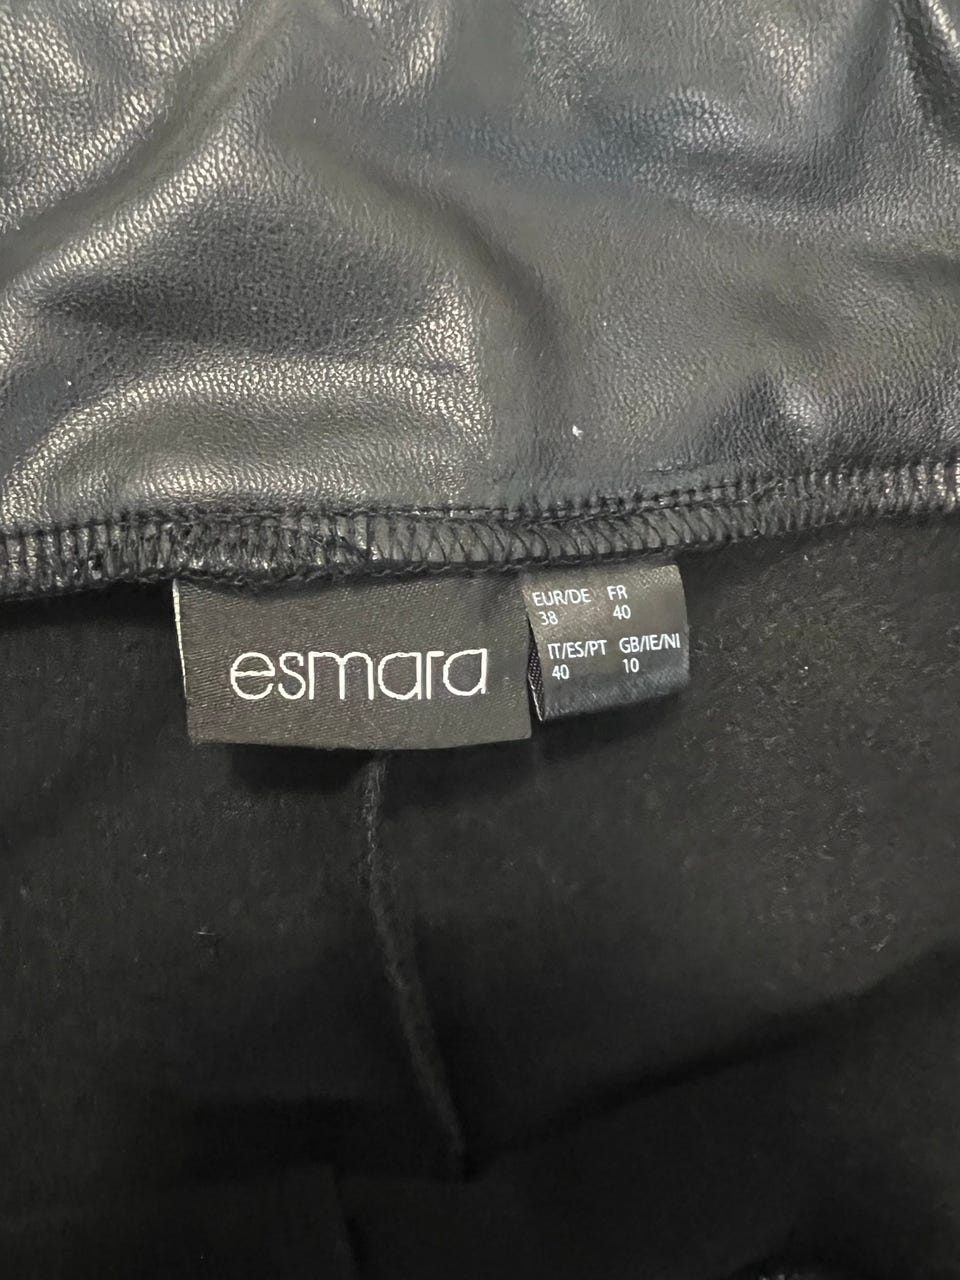 esmara
EUR/DE FR
38 40
IT/ES/PT GB/IE/NI
40 10